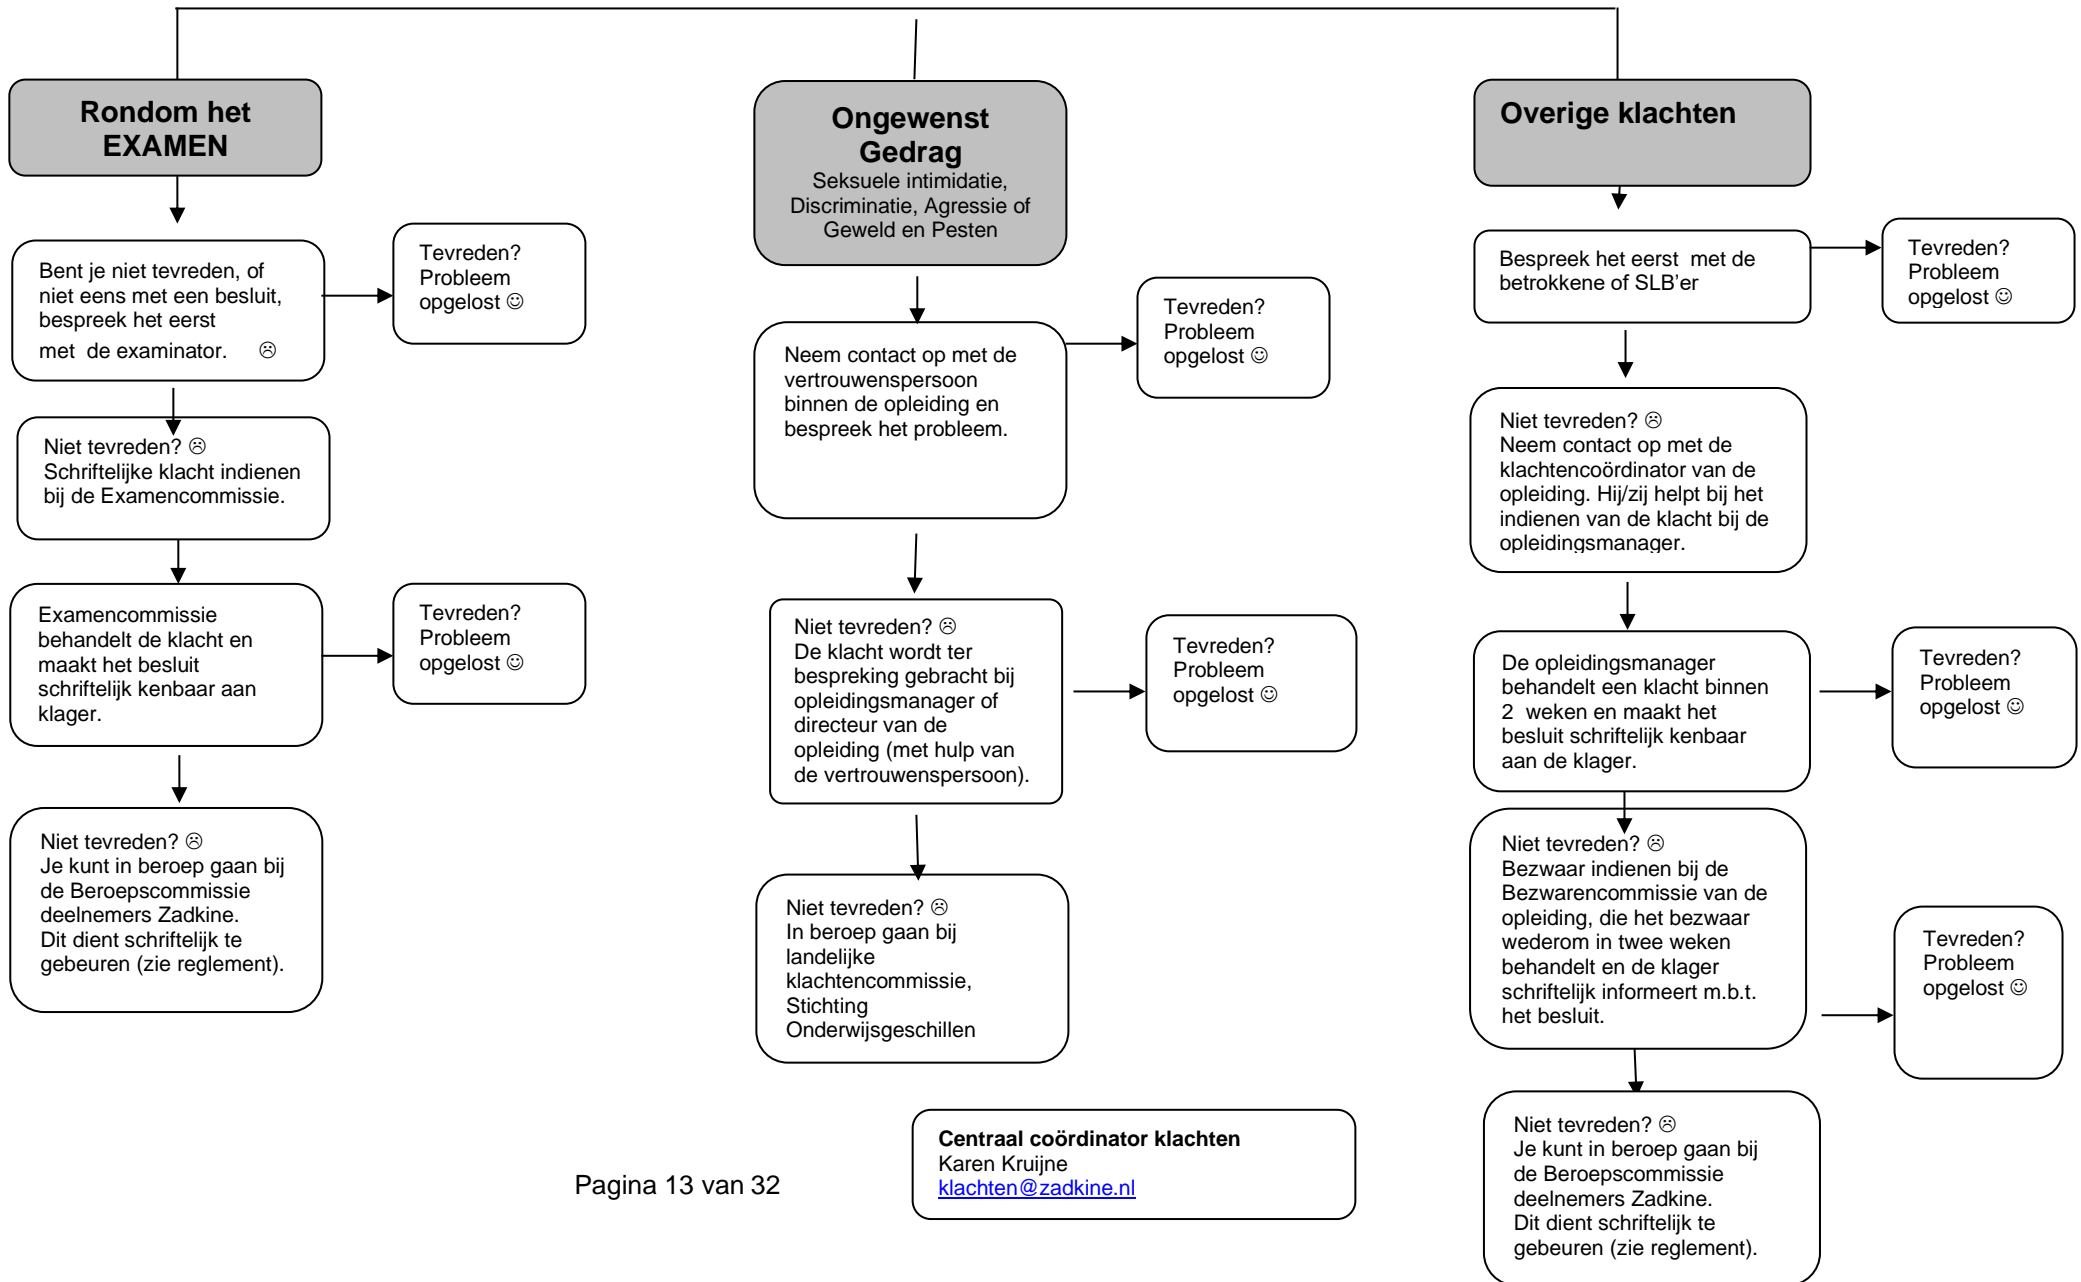 Rondom het
EXAMEN
Bent je niet tevreden, of
niet eens met een besluit,
bespreek het eerst
met  de examinator.    ☹
Tevreden?
Probleem
opgelost ☺
Niet tevreden? ☹
Schriftelijke klacht indienen
bij de Examencommissie.
Examencommissie
behandelt de klacht en
maakt het besluit
schriftelijk kenbaar aan
klager.
Tevreden?
Probleem
opgelost ☺
Niet tevreden? ☹
Je kunt in beroep gaan bij
de Beroepscommissie
deelnemers Zadkine.
Dit dient schriftelijk te
gebeuren (zie reglement).
Ongewenst
Gedrag
Seksuele intimidatie,
Discriminatie, Agressie of
Geweld en Pesten
Neem contact op met de
vertrouwenspersoon
binnen de opleiding en
bespreek het probleem.
Tevreden?
Probleem
opgelost ☺
Niet tevreden? ☹
De klacht wordt ter
bespreking gebracht bij
opleidingsmanager of
directeur van de
opleiding (met hulp van
de vertrouwenspersoon).
Tevreden?
Probleem
opgelost ☺
Niet tevreden? ☹
In beroep gaan bij
landelijke
klachtencommissie,
Stichting
Onderwijsgeschillen
Overige klachten
Bespreek het eerst  met de
betrokkene of SLB'er
Tevreden?
Probleem
opgelost ☺
Niet tevreden? ☹
Neem contact op met de
klachtencoördinator van de
opleiding. Hij/zij helpt bij het
indienen van de klacht bij de
opleidingsmanager.
De opleidingsmanager
behandelt een klacht binnen
2  weken en maakt het
besluit schriftelijk kenbaar
aan de klager.
Tevreden?
Probleem
opgelost ☺
Niet tevreden? ☹
Bezwaar indienen bij de
Bezwarencommissie van de
opleiding, die het bezwaar
wederom in twee weken
behandelt en de klager
schriftelijk informeert m.b.t.
het besluit.
Tevreden?
Probleem
opgelost ☺
Niet tevreden? ☹
Je kunt in beroep gaan bij
de Beroepscommissie
deelnemers Zadkine.
Dit dient schriftelijk te
gebeuren (zie reglement).
Centraal coördinator klachten
Karen Kruijne
klachten@zadkine.nl
Pagina 13 van 32